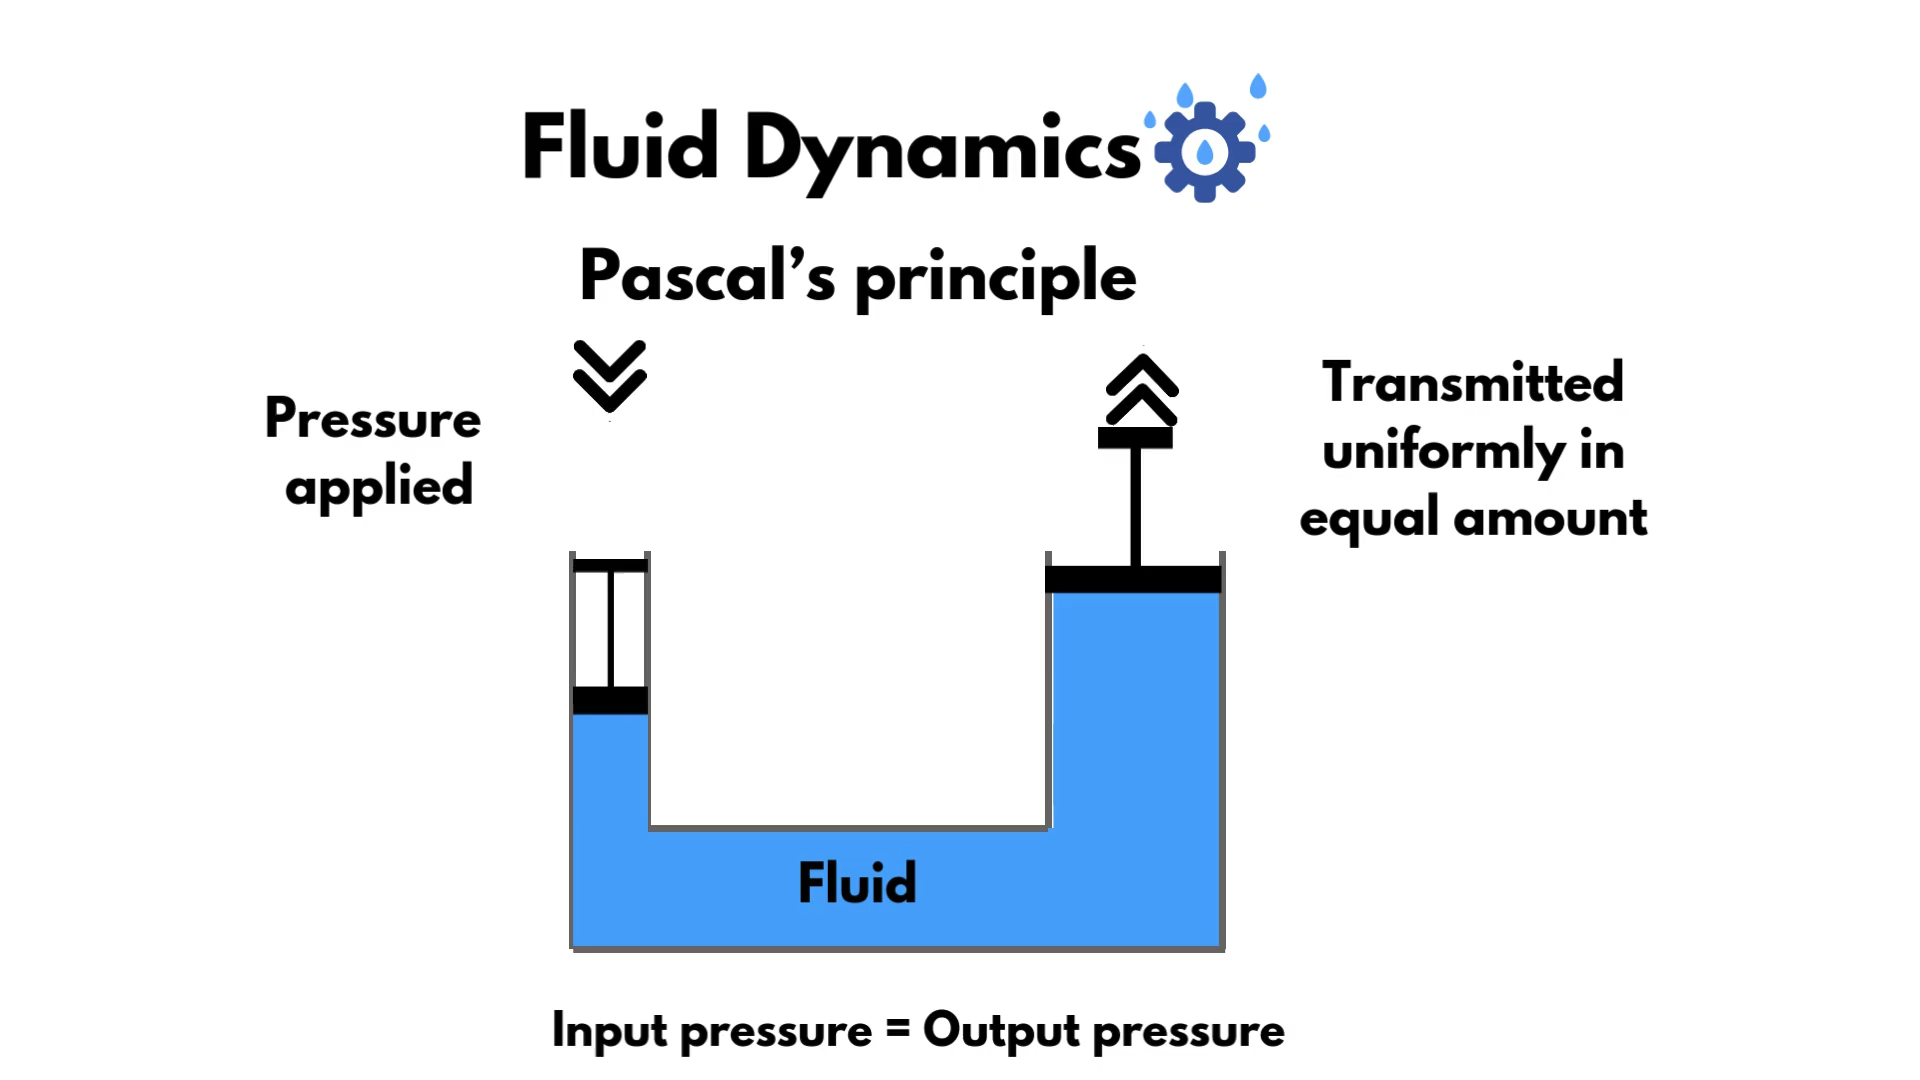 Fluid Dynamics
Pascal’s principle
Pressure
applied
Transmitted
uniformly in
equal amount
Fluid
Input pressure = Output pressure